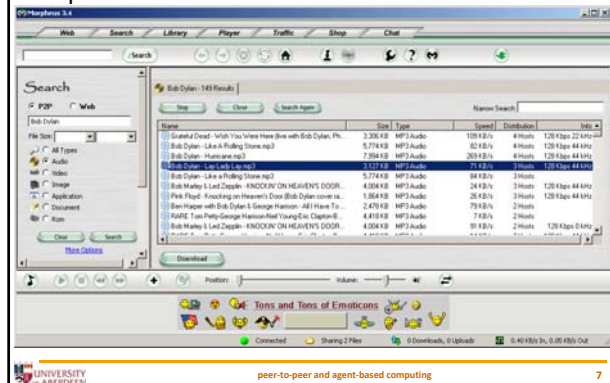 Morpheus 3.4
Web Search Library Player Traffic Shop Chat
Search
Search
P2P Web
Bob Dylan
File Size:
All Types
Audio
Video
Image
Application
Document
Rom
Clear Search
More Options
Bob Dylan - 149 Results
Stop Close Search Again Narrow Search:
Name Size Type Speed Distribution Info
Grateful Dead - Wish You Were Here (live with Bob Dylan, Ph... 3,306 KB MP3 Audio 109 KB/s 4 Hosts 128 Kbps 22 kHz
Bob Dylan - Like A Rolling Stone.mp3 5,774 KB MP3 Audio 82 KB/s 4 Hosts 128 Kbps 44 kHz
Bob Dylan - Hurricane.mp3 7,994 KB MP3 Audio 269 KB/s 3 Hosts 128 Kbps 44 kHz
Bob Dylan - Lay Lady Lay.mp3 3,127 KB MP3 Audio 71 KB/s 3 Hosts 128 Kbps 44 kHz
Bob Dylan - Like a Rolling Stone.mp3 5,774 KB MP3 Audio 84 KB/s 3 Hosts
Bob Marley & Led Zepplin - KNOCKIN' ON HEAVEN'S DOOR... 4,004 KB MP3 Audio 24 KB/s 3 Hosts 128 Kbps 44 kHz
Pink Floyd - Knocking on Heaven's Door (Bob Dylan cover ra... 1,864 KB MP3 Audio 26 KB/s 3 Hosts 128 Kbps 44 kHz
Ben Harper with Bob Dylan & George Harrison - All I Have To ... 2,470 KB MP3 Audio 79 KB/s 2 Hosts 128 Kbps 44 kHz
RARE Tom Petty-George Harrison-Neil Young-Eric Clapton-B... 4,410 KB MP3 Audio 7 KB/s 2 Hosts
Bob Marley & Led Zepplin - KNOCKIN' ON HEAVEN'S DOOR... 4,004 KB MP3 Audio 91 KB/s 2 Hosts 128 Kbps 0 kHz
Download
Position: Volume:
Tons and Tons of Emoticons
Connected Sharing 2 Files 0 Downloads, 0 Uploads 0.40 KB/s In, 0.05 KB/s Out
UNIVERSITY
OF ABERDEEN
peer-to-peer and agent-based computing 7